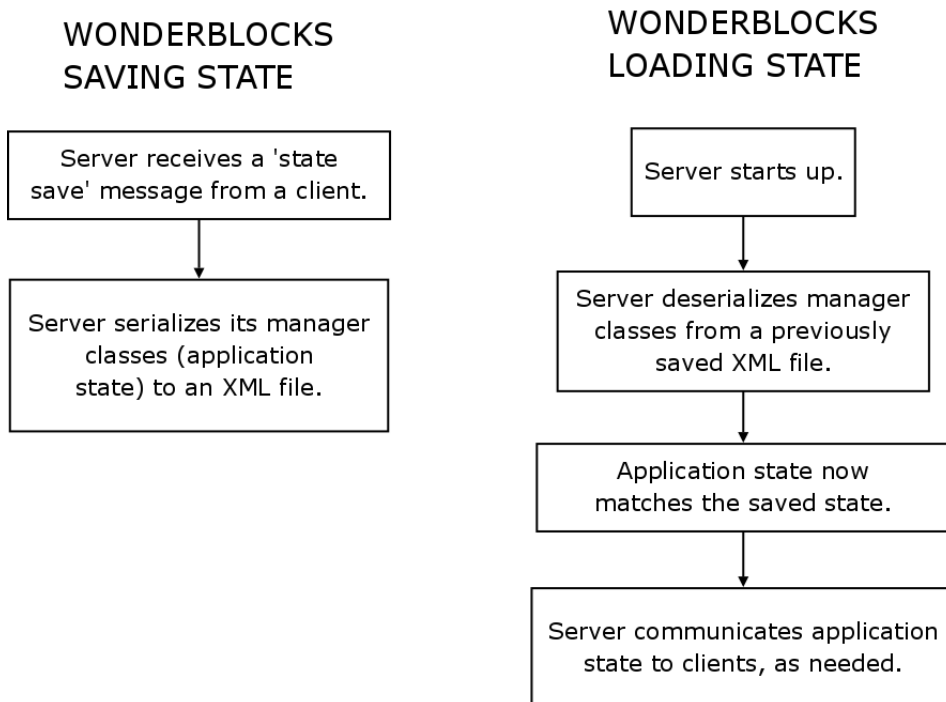 WONDERBLOCKS
SAVING STATE
Server receives a 'state
save' message from a client.
Server serializes its manager
classes (application
state) to an XML file.
WONDERBLOCKS
LOADING STATE
Server starts up.
Server deserializes manager
classes from a previously
saved XML file.
Application state now
matches the saved state.
Server communicates application
state to clients, as needed.